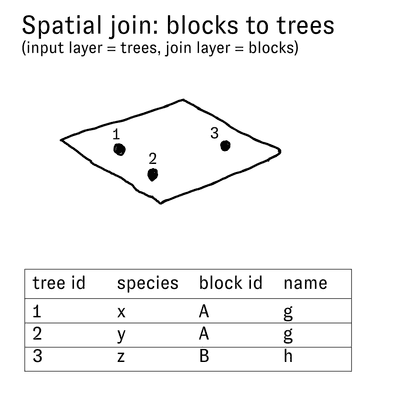 Spatial join: blocks to trees
(input layer = trees, join layer = blocks)
1
3
2
tree id species block id name
1 x A g
2 y A g
3 z B h